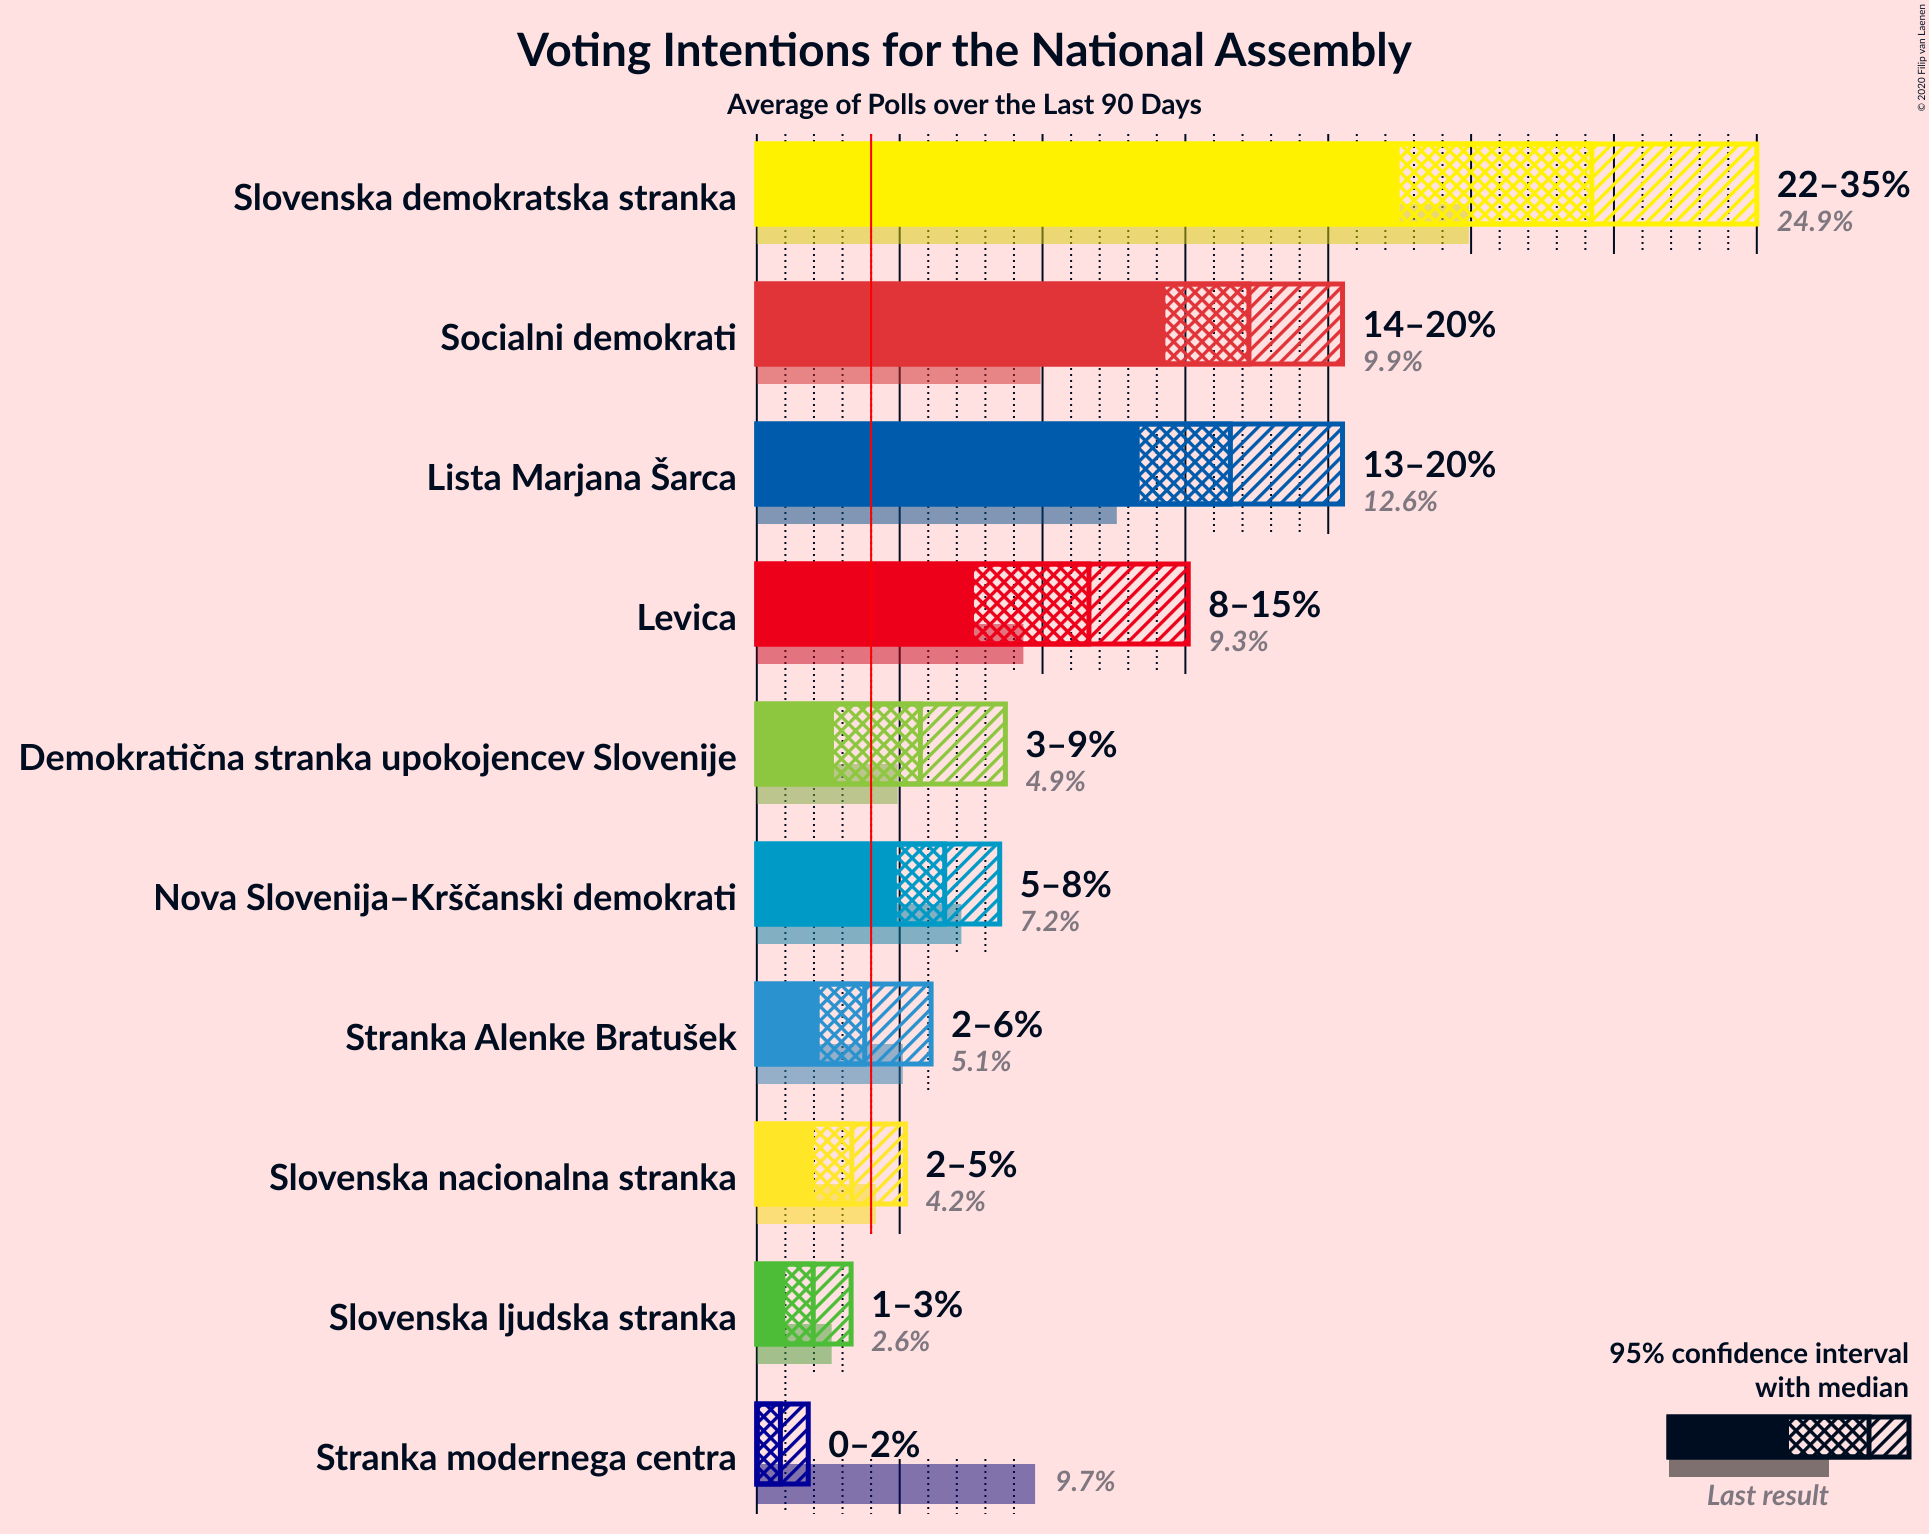 Voting Intentions for the National Assembly
Average of Polls over the Last 90 Days
© 2020 Filip van Laenen
Slovenska demokratska stranka
22–35%
24.9%
Socialni demokrati
14–20%
9.9%
Lista Marjana Šarca
13–20%
12.6%
Levica
8–15%
9.3%
Demokratična stranka upokojencev Slovenije
3–9%
4.9%
Nova Slovenija–Krščanski demokrati
5–8%
7.2%
Stranka Alenke Bratušek
2–6%
5.1%
Slovenska nacionalna stranka
2–5%
4.2%
Slovenska ljudska stranka
1–3%
2.6%
Stranka modernega centra
0–2%
9.7%
95% confidence interval
with median
Last result